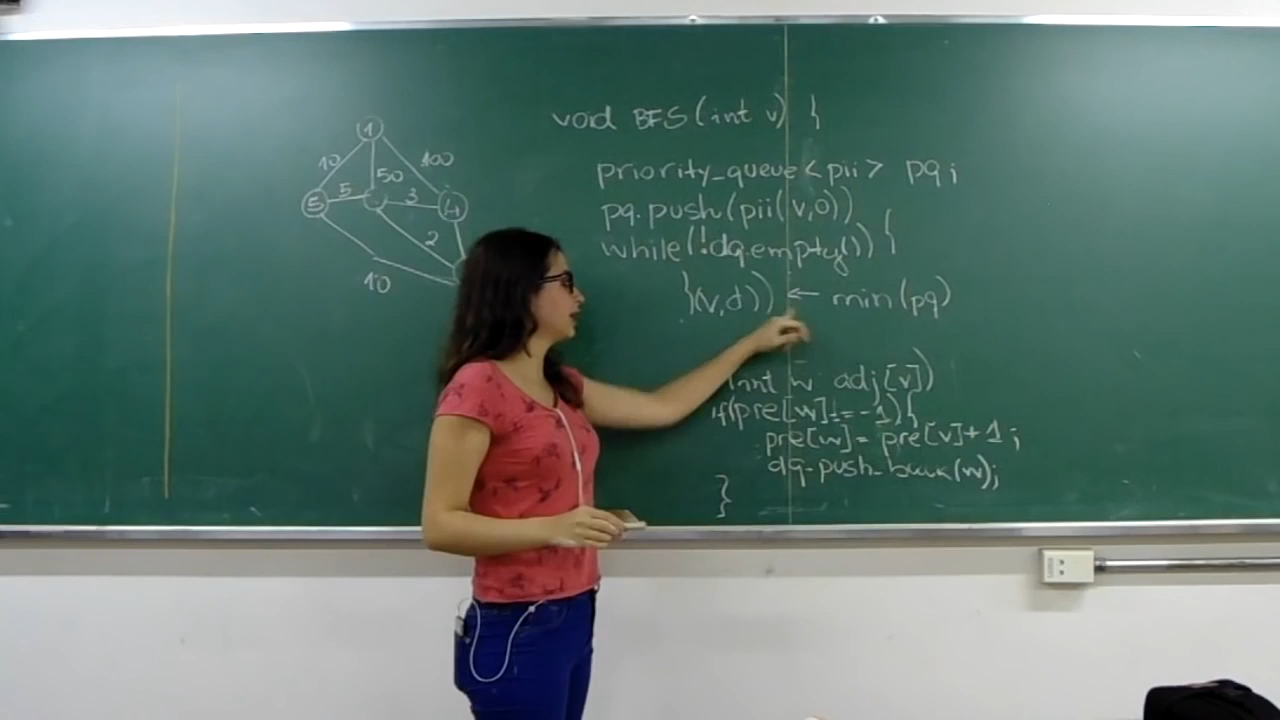 1
10
50
100
5
5
3
4
2
10
void BFS(int v) {
priority_queue<pii> pq;
pq.push(pii(v,0))
while(!dq.empty()) {
}(v,d)) ← min(pq)
int w adj[v])
if(pre[w]==-1){
pre[w]=pre[v]+1;
dq.push_back(w);
}